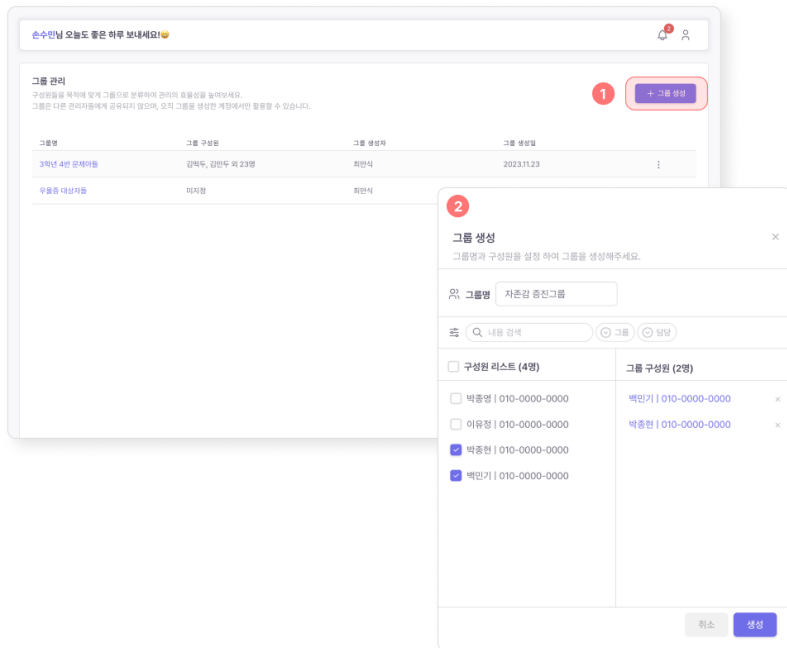 손수민님 오늘도 좋은 하루 보내세요!😄
2
그룹 관리
구성원들을 목적에 맞게 그룹으로 분류하여 관리의 효율성을 높여보세요.
그룹은 다른 관리자들에게 공유되지 않으며, 오직 그룹을 생성한 계정에서만 활용할 수 있습니다.
1
+ 그룹 생성
그룹명 그룹 구성원 그룹 생성자 그룹 생성일
3학년 4반 문제아들 김떡두, 김만두 외 23명 최안식 2023.11.23
우울증 대상자들 미지정 최안식
2
그룹 생성
그룹명과 구성원을 설정 하여 그룹을 생성해주세요.
그룹명 자존감 증진그룹
내용 검색 그룹 담당
구성원 리스트 (4명)
박종영 | 010-0000-0000
이유정 | 010-0000-0000
박종현 | 010-0000-0000
백민기 | 010-0000-0000
그룹 구성원 (2명)
백민기 | 010-0000-0000
박종현 | 010-0000-0000
취소 생성